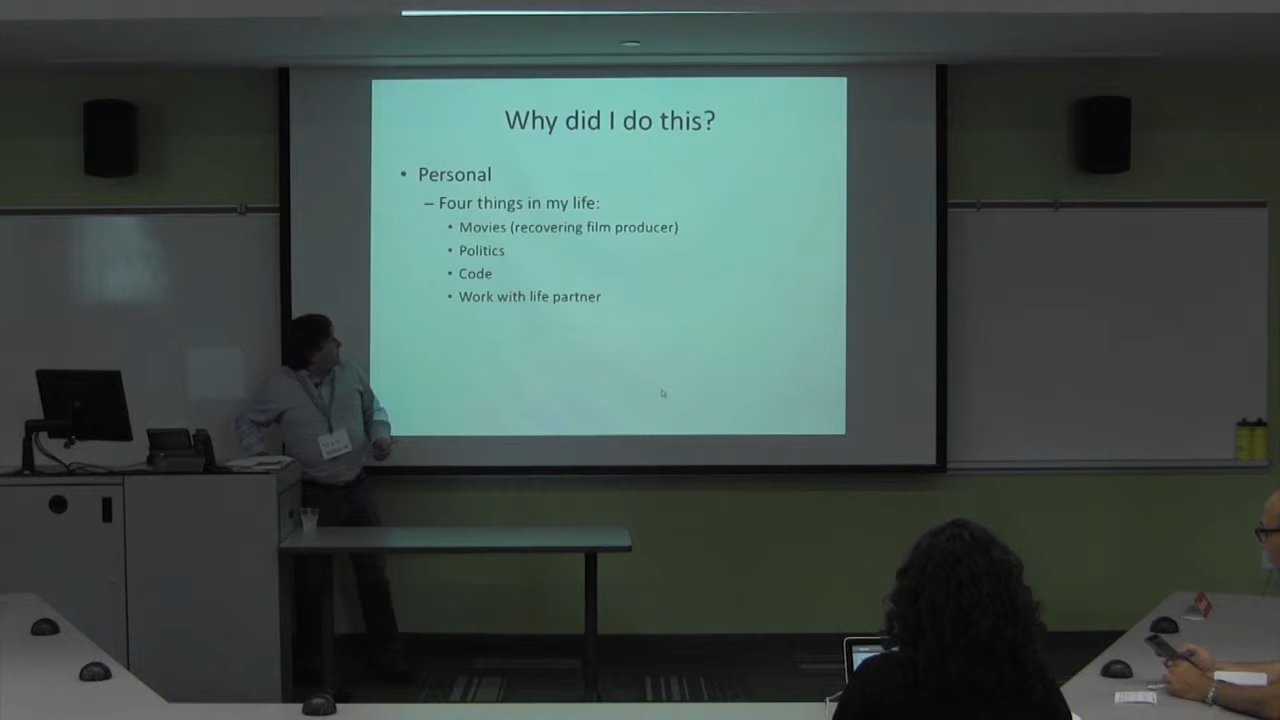 Why did I do this?
• Personal
– Four things in my life:
• Movies (recovering film producer)
• Politics
• Code
• Work with life partner